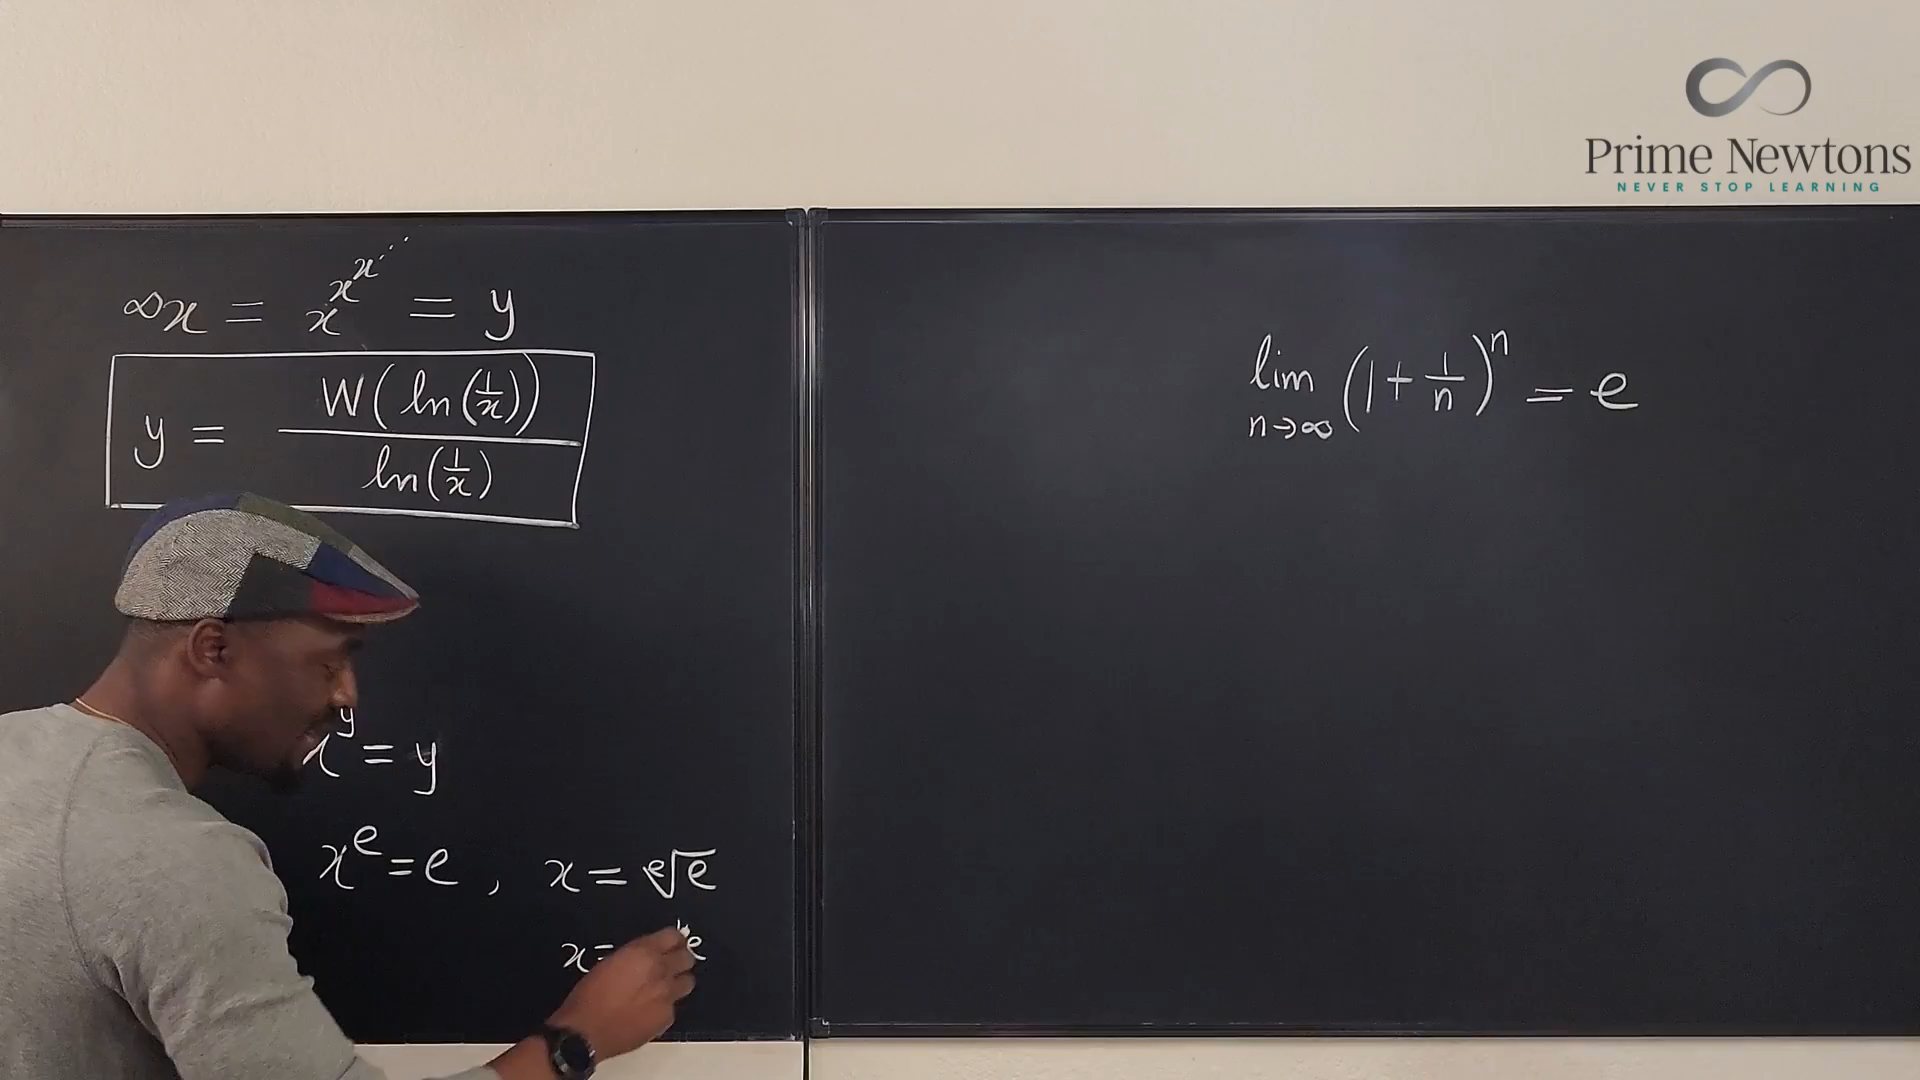 Prime Newtons
NEVER STOP LEARNING
∞x = x^x^x^⋰ = y
y = W(ln(1/x)) / ln(1/x)
x^y = y
x^e = e , x = ᵉ√e
x =
lim n→∞ (1 + 1/n)^n = e